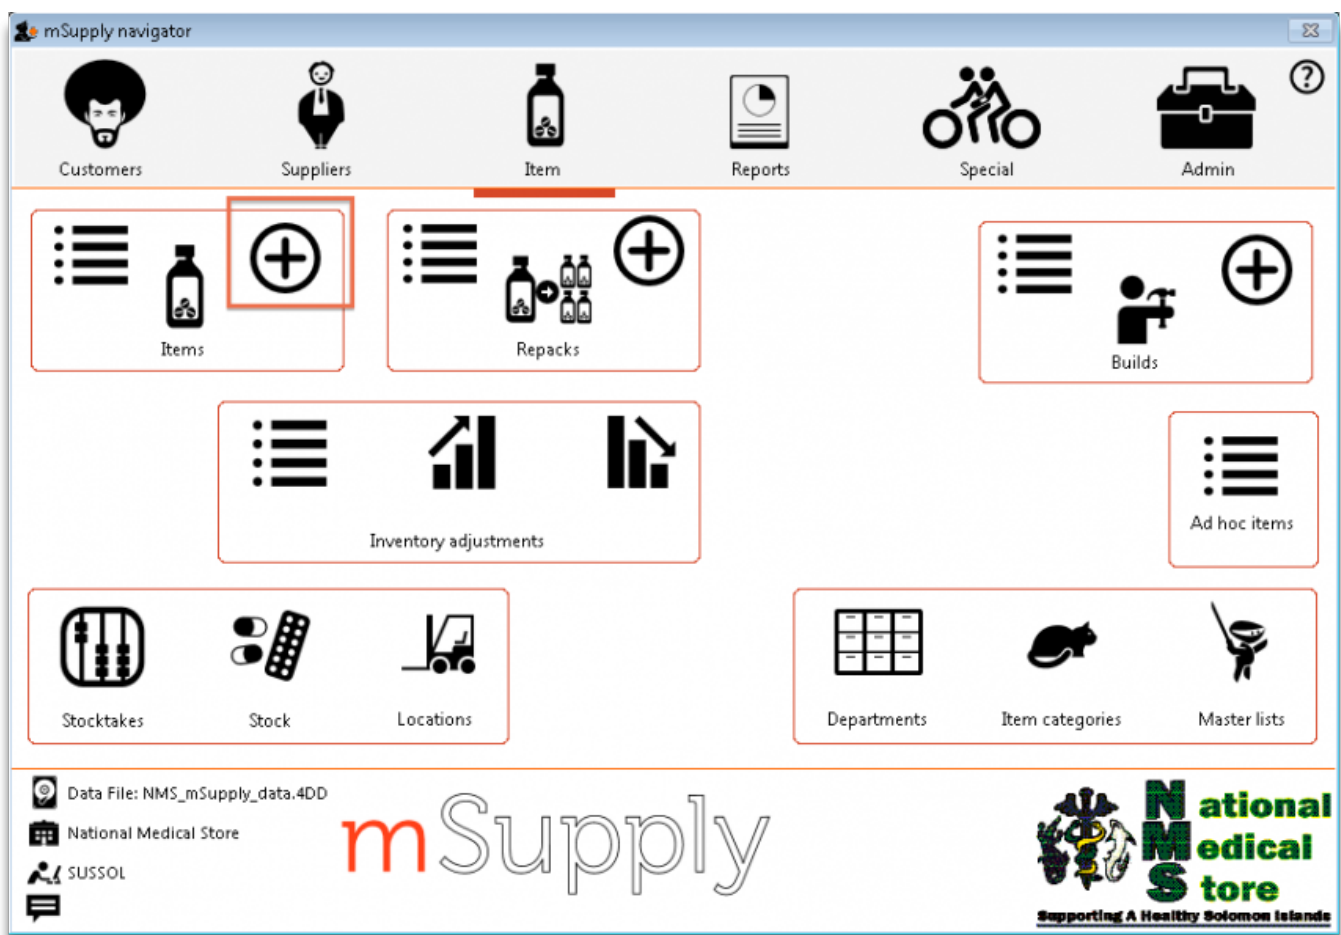 mSupply navigator
Customers
Suppliers
Item
Reports
Special
Admin
?
Items
Repacks
Builds
Inventory adjustments
Ad hoc items
Stocktakes
Stock
Locations
Departments
Item categories
Master lists
Data File: NMS_mSupply_data.4DD
National Medical Store
SUSSOL
mSupply
National
Medical
Store
Supporting A Healthy Solomon Islands